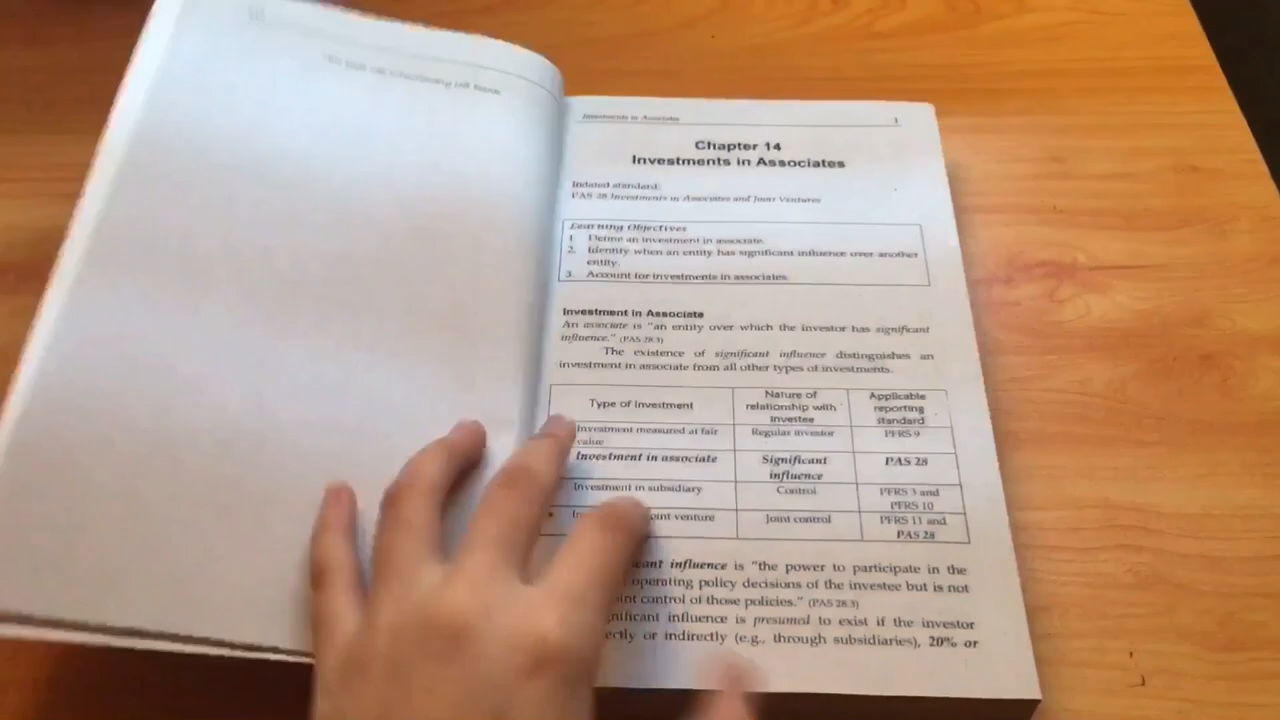 Investments in Associates 1
Chapter 14
Investments in Associates
Related standard:
PAS 28 Investments in Associates and Joint Ventures
Learning Objectives
1. Define an investment in associate.
2. Identify when an entity has significant influence over another
entity.
3. Account for investments in associates.
Investment in Associate
An associate is "an entity over which the investor has significant
influence." (PAS 28.3)
The existence of significant influence distinguishes an
investment in associate from all other types of investments.
Type of Investment
Nature of
relationship with
investee
Applicable
reporting
standard
Investment measured at fair
value
Regular investor
PFRS 9
Investment in associate
Significant
influence
PAS 28
Investment in subsidiary
Control
PFRS 3 and
PFRS 10
joint venture
Joint control
PFRS 11 and
PAS 28
influence is "the power to participate in the
operating policy decisions of the investee but is not
control of those policies." (PAS 28.3)
influence is presumed to exist if the investor
or indirectly (e.g., through subsidiaries), 20% or